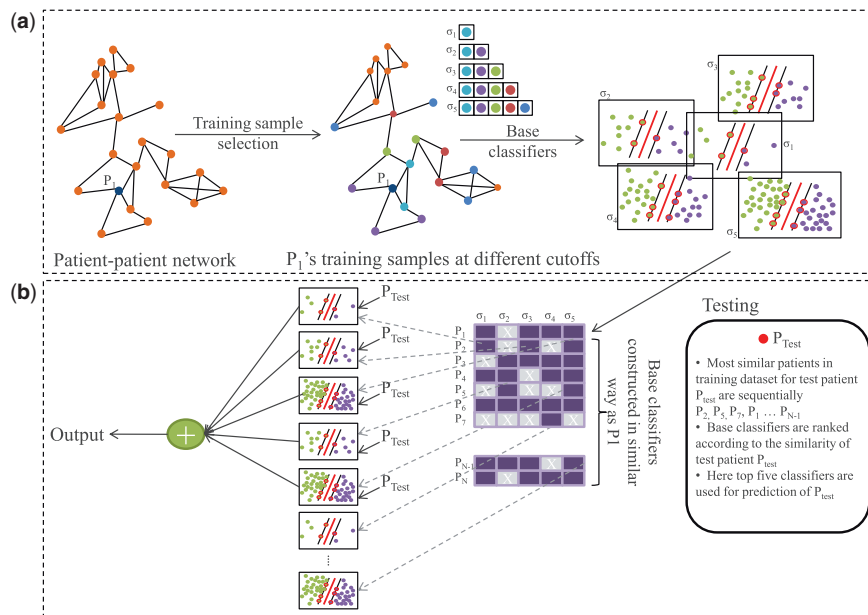 (a)
σ1
σ2
σ3
σ4
σ5
Training sample
selection
Base
classifiers
P1
P1
σ3
σ2
σ1
σ4
σ5
Patient-patient network
P1's training samples at different cutoffs
(b)
PTest
PTest
PTest
PTest
PTest
+
Output
σ1 σ2 σ3 σ4 σ5
P1 X
P2 X X
P3 X
P4 X
P5 X X X
P6
P7 X X X X
PN-1 X
PN X
Base classifiers
constructed in similar
way as P1
Testing
PTest
• Most similar patients in
training dataset for test patient
Ptest are sequentially
P2, P5, P7, P1 … PN-1
• Base classifiers are ranked
according to the similarity of
test patient Ptest
• Here top five classifiers are
used for prediction of Ptest